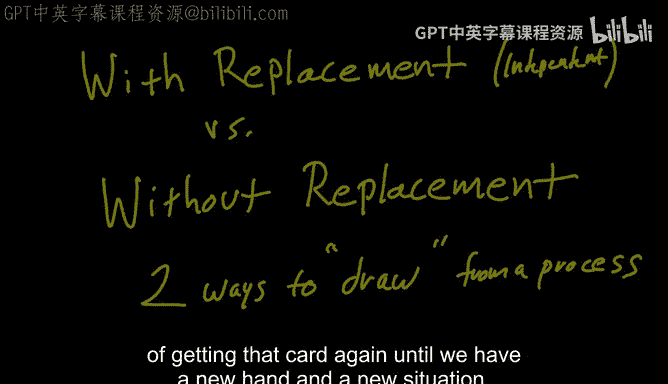 GPT中英字幕课程资源@bilibili.com
GPT中英字幕课程资源 bilibili
With Replacement (Independent)
vs.
Without Replacement
2 ways to "draw" from a process
of getting that card again until we have
a new hand and a new situation